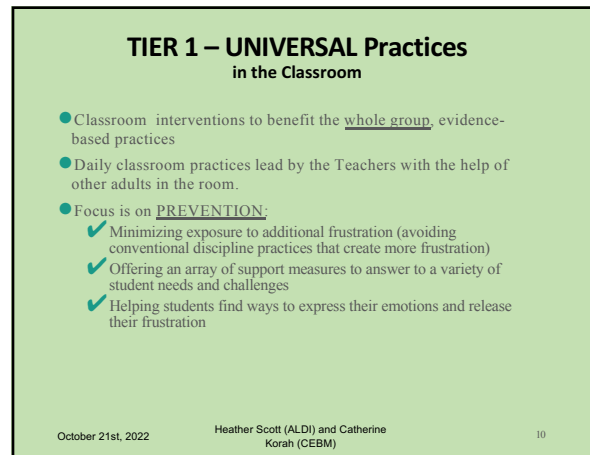 TIER 1 – UNIVERSAL Practices
in the Classroom
●Classroom interventions to benefit the whole group, evidence-
based practices
●Daily classroom practices lead by the Teachers with the help of
other adults in the room.
●Focus is on PREVENTION:
✔Minimizing exposure to additional frustration (avoiding
conventional discipline practices that create more frustration)
✔Offering an array of support measures to answer to a variety of
student needs and challenges
✔Helping students find ways to express their emotions and release
their frustration
October 21st, 2022
Heather Scott (ALDI) and Catherine
Korah (CEBM)
10